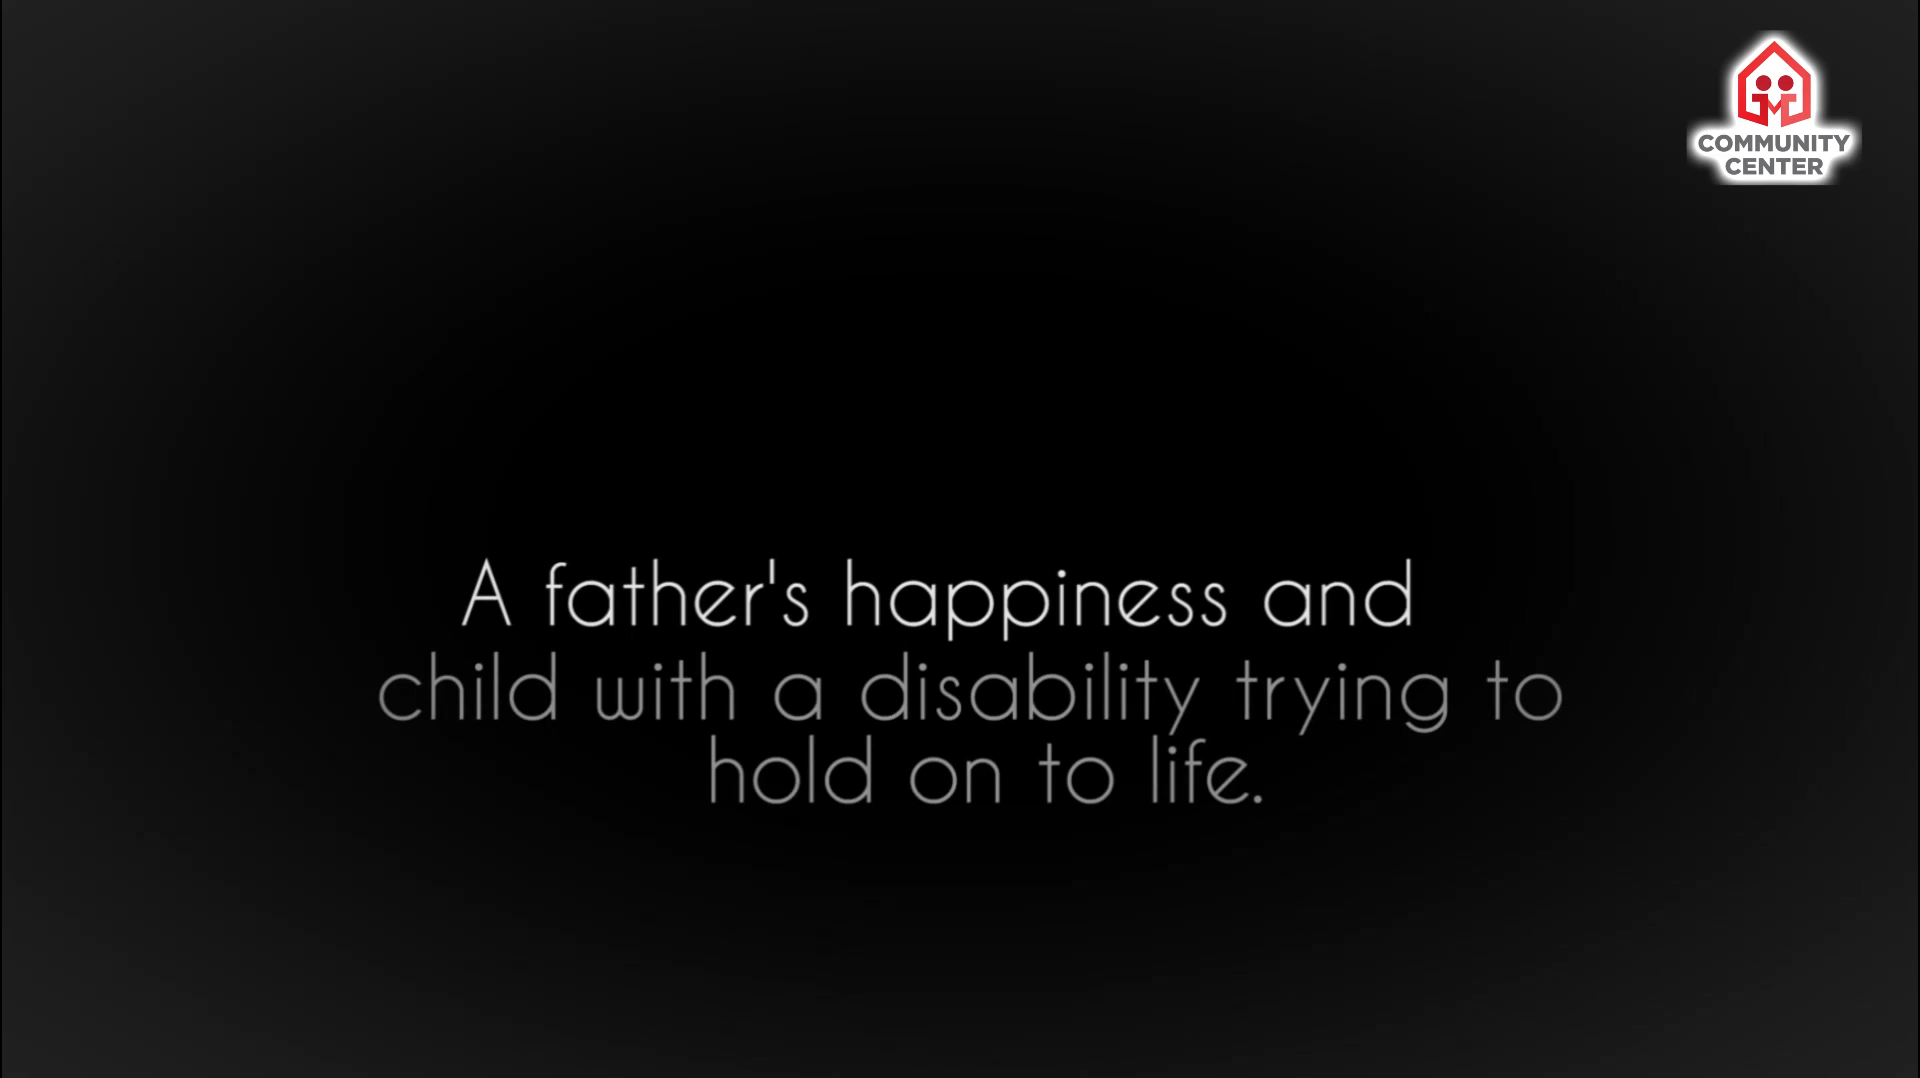 COMMUNITY
CENTER
A father's happiness and
child with a disability trying to
hold on to life.